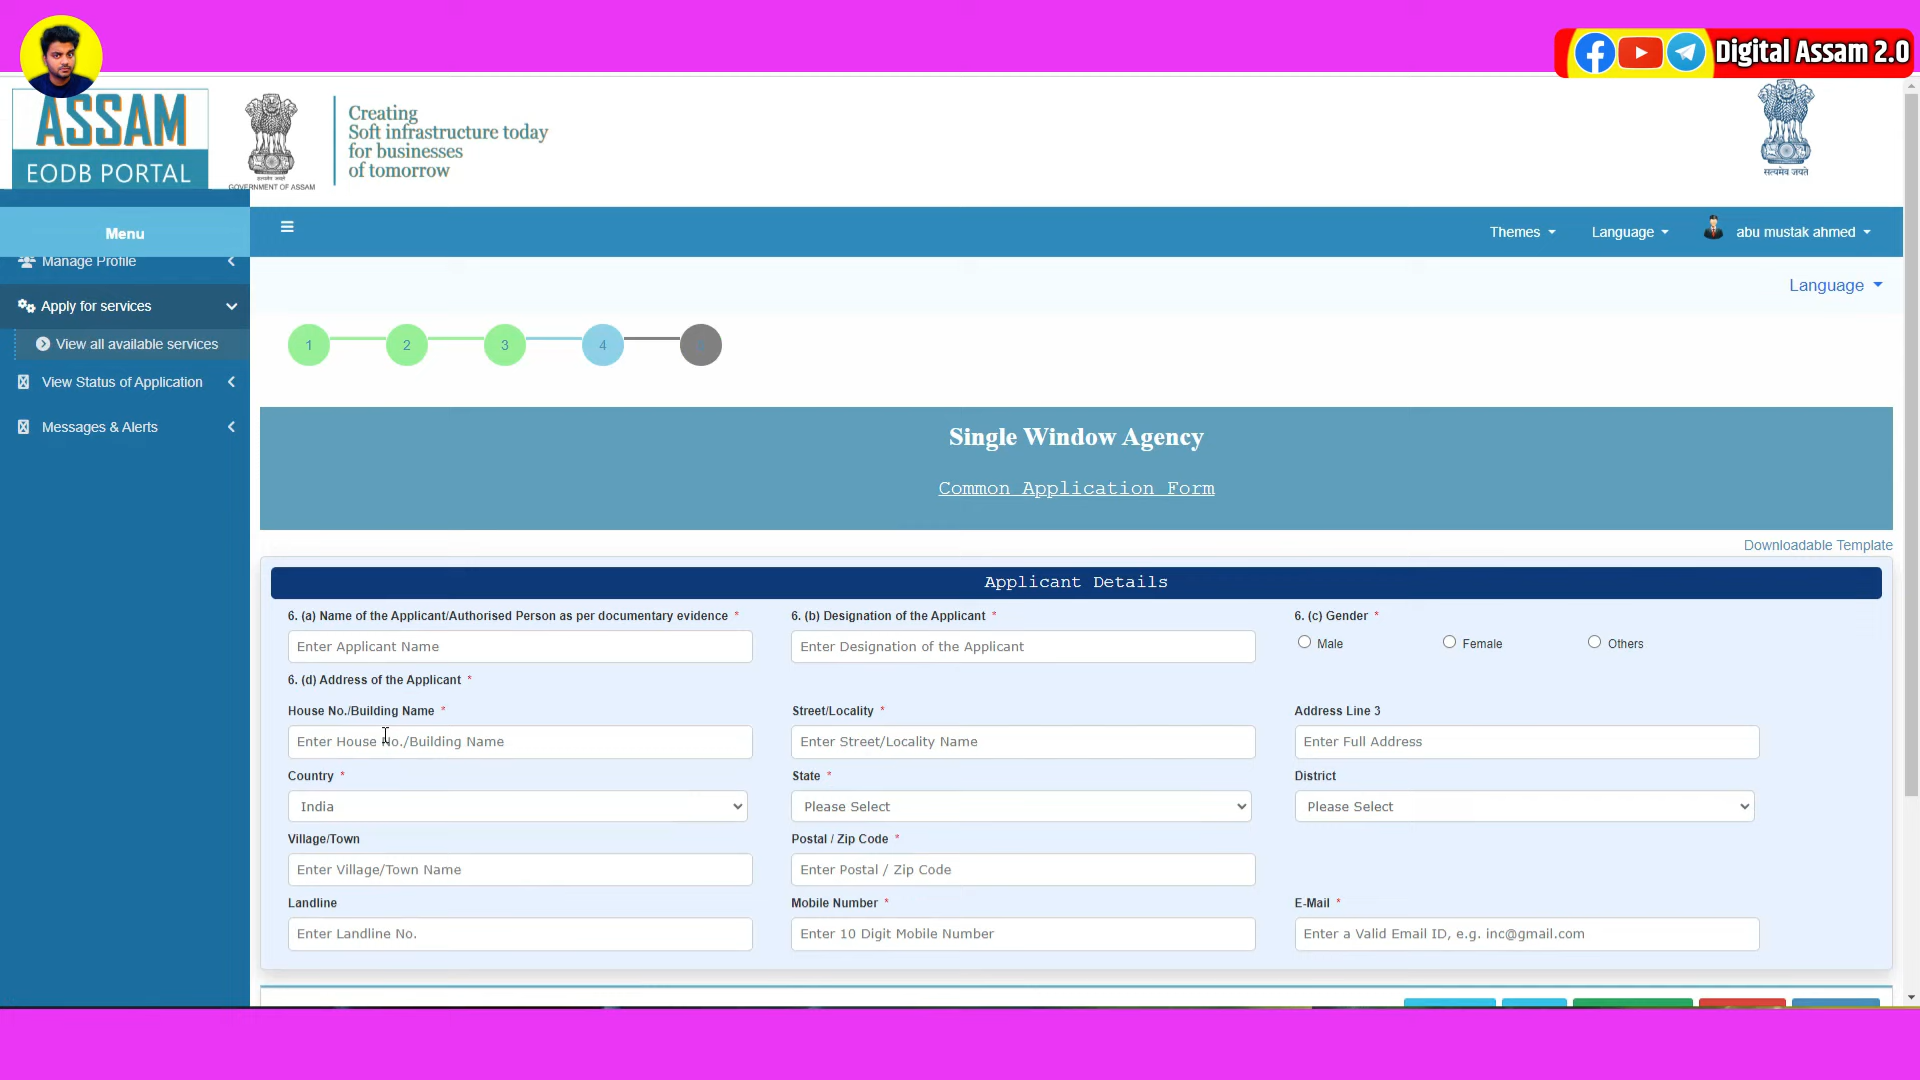 Digital Assam 2.0
ASSAM
EODB PORTAL
GOVERNMENT OF ASSAM
Creating
Soft infrastructure today
for businesses
of tomorrow
सत्यमेव जयते
Menu
Themes
Language
abu mustak ahmed
Manage Profile
Apply for services
View all available services
View Status of Application
Messages & Alerts
Language
1
2
3
4
Single Window Agency
Common Application Form
Downloadable Template
Applicant Details
6. (a) Name of the Applicant/Authorised Person as per documentary evidence *
6. (b) Designation of the Applicant *
6. (c) Gender *
Enter Applicant Name
Enter Designation of the Applicant
Male
Female
Others
6. (d) Address of the Applicant *
House No./Building Name *
Street/Locality *
Address Line 3
Enter House No./Building Name
Enter Street/Locality Name
Enter Full Address
Country *
State *
District
India
Please Select
Please Select
Village/Town
Postal / Zip Code *
Enter Village/Town Name
Enter Postal / Zip Code
Landline
Mobile Number *
E-Mail *
Enter Landline No.
Enter 10 Digit Mobile Number
Enter a Valid Email ID, e.g. inc@gmail.com